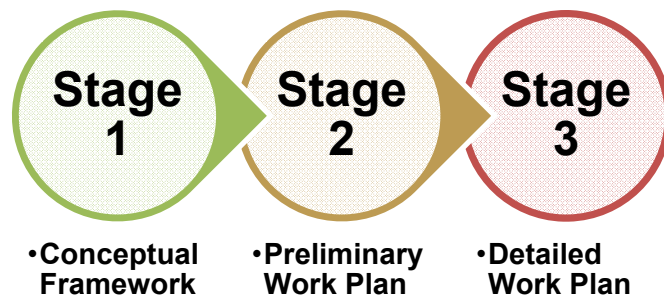 Stage
1
Stage
2
Stage
3
•Conceptual
Framework
•Preliminary
Work Plan
•Detailed
Work Plan